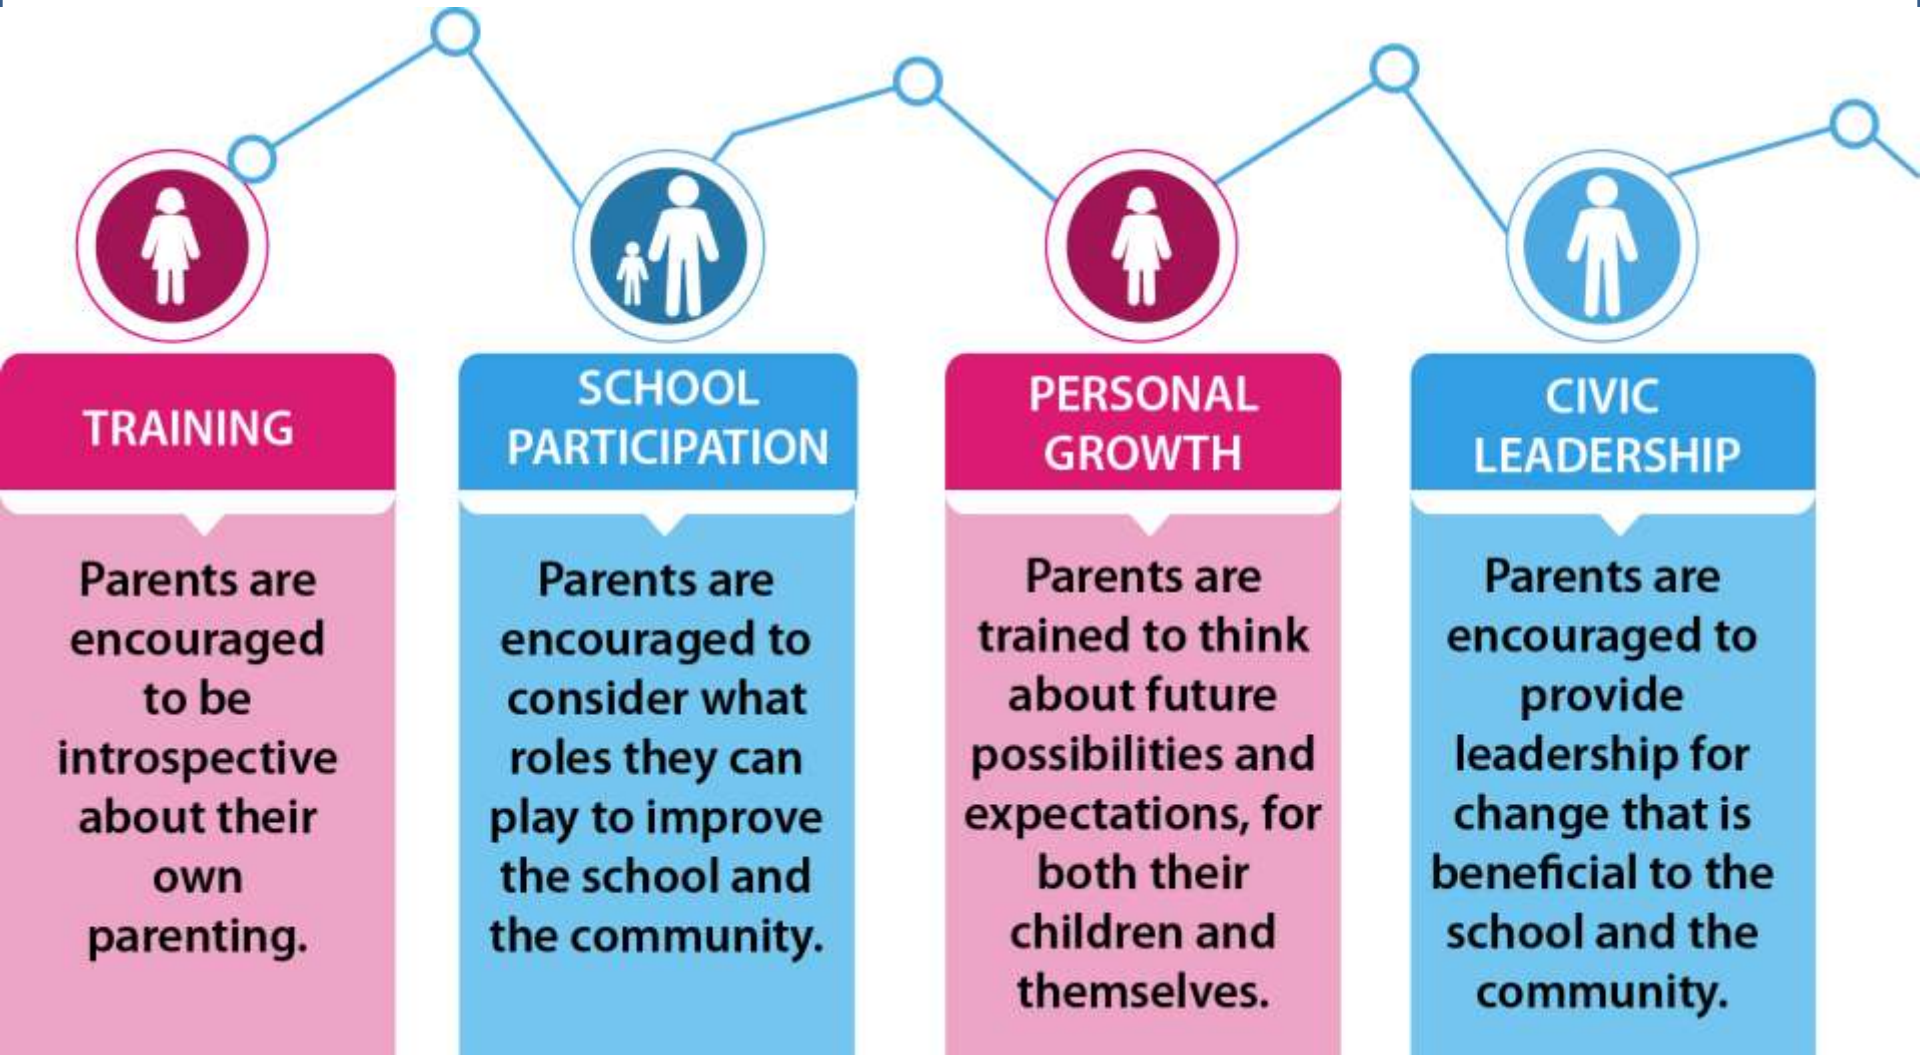 TRAINING
Parents are
encouraged
to be
introspective
about their
own
parenting.
SCHOOL
PARTICIPATION
Parents are
encouraged to
consider what
roles they can
play to improve
the school and
the community.
PERSONAL
GROWTH
Parents are
trained to think
about future
possibilities and
expectations, for
both their
children and
themselves.
CIVIC
LEADERSHIP
Parents are
encouraged to
provide
leadership for
change that is
beneficial to the
school and the
community.